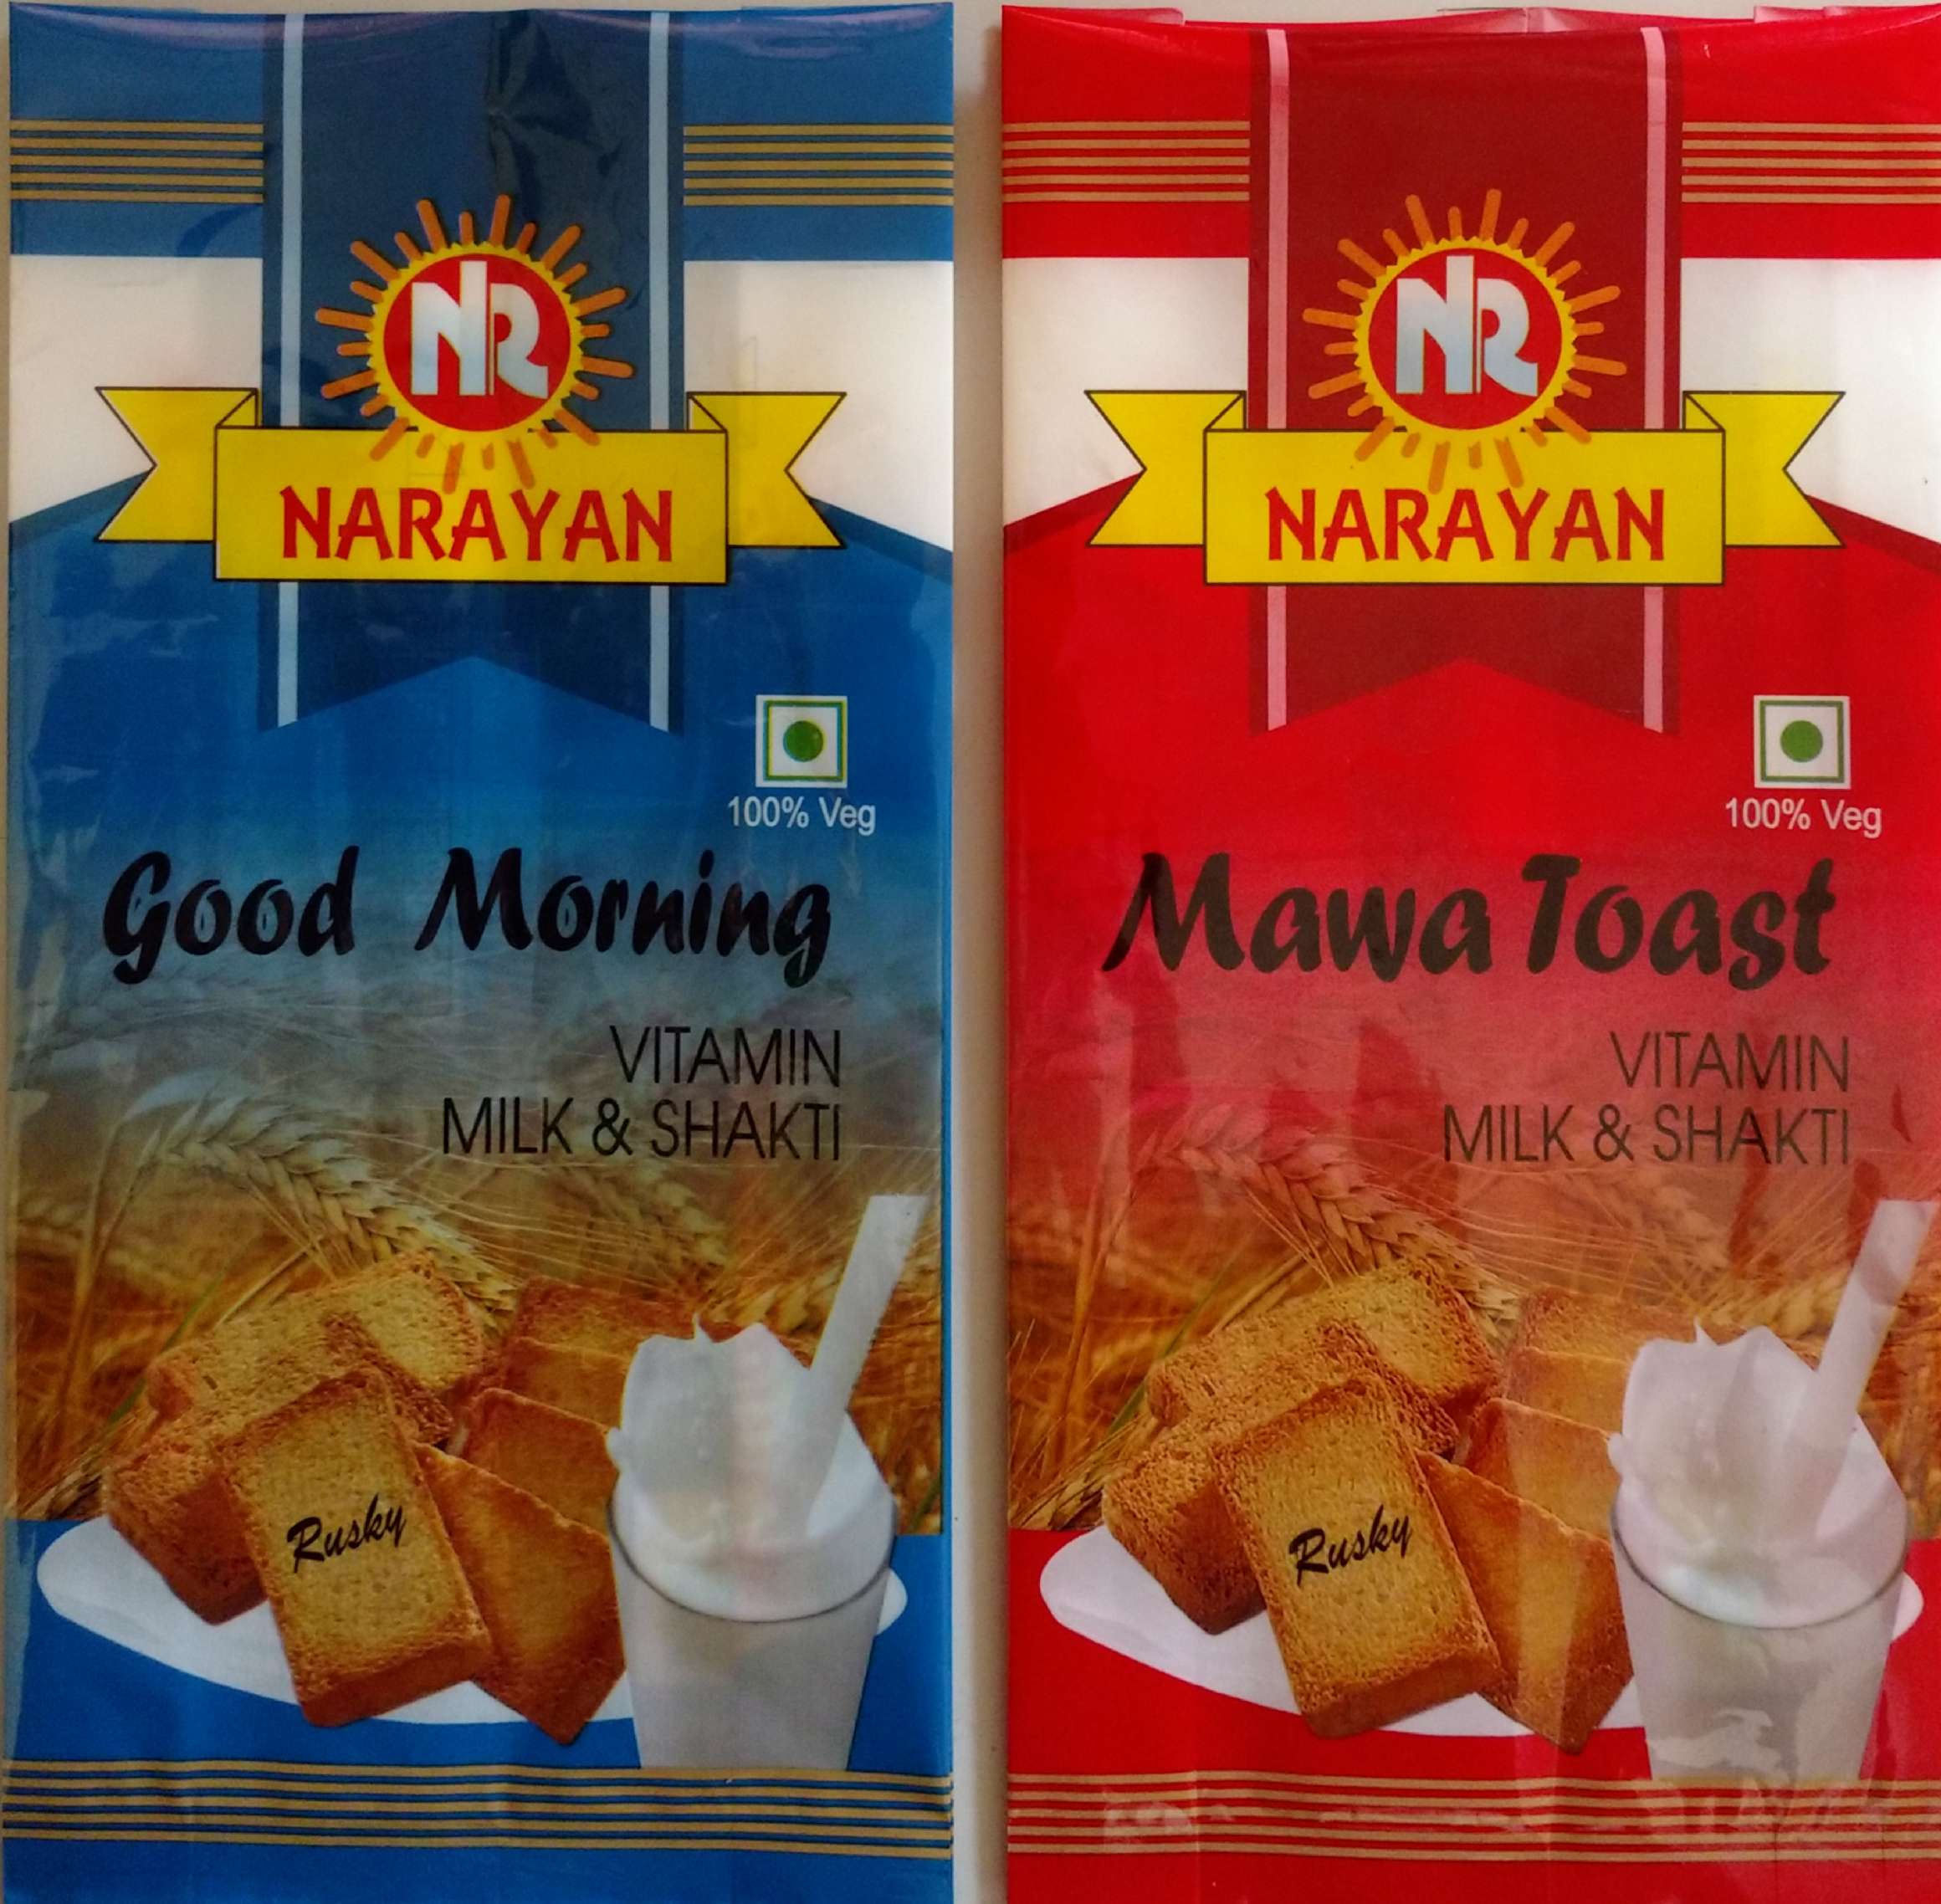 NR
NARAYAN
100% Veg
Good Morning
VITAMIN
MILK & SHAKTI
Rusky
NR
NARAYAN
100% Veg
Mawa Toast
VITAMIN
MILK & SHAKTI
Rusky